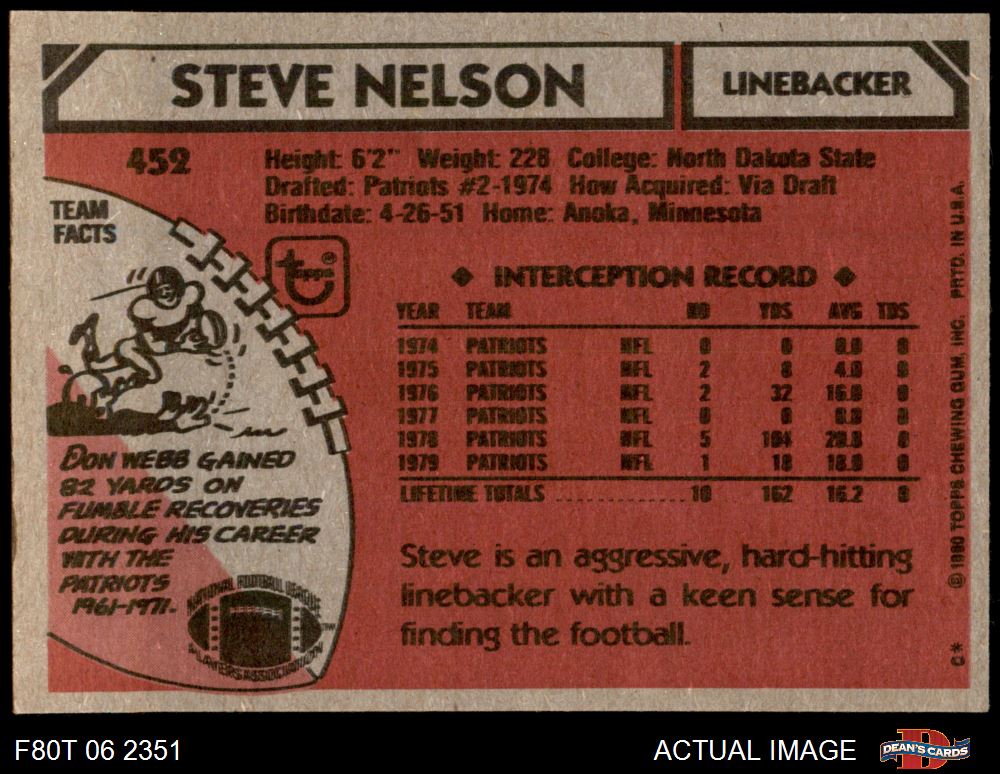 STEVE NELSON
LINEBACKER
452
Height: 6'2" Weight: 228 College: North Dakota State
Drafted: Patriots #2-1974 How Acquired: Via Draft
Birthdate: 4-26-51 Home: Anoka, Minnesota
TEAM
FACTS
topps
DON WEBB GAINED
82 YARDS ON
FUMBLE RECOVERIES
DURING HIS CAREER
WITH THE
PATRIOTS
1961-1971.
NATIONAL FOOTBALL LEAGUE
PLAYERS ASSOCIATION
◆ INTERCEPTION RECORD ◆
YEAR TEAM NO YDS AVG TDS
1974 PATRIOTS NFL 0 0 0.0 0
1975 PATRIOTS NFL 2 8 4.0 0
1976 PATRIOTS NFL 2 32 16.0 0
1977 PATRIOTS NFL 0 0 0.0 0
1978 PATRIOTS NFL 5 104 20.8 0
1979 PATRIOTS NFL 1 18 18.0 0
LIFETIME TOTALS .................. 10 162 16.2 0
Steve is an aggressive, hard-hitting
linebacker with a keen sense for
finding the football.
© 1980 TOPPS CHEWING GUM, INC. PRTD. IN U.S.A.
C*
F80T 06 2351
ACTUAL IMAGE
DEAN'S CARDS